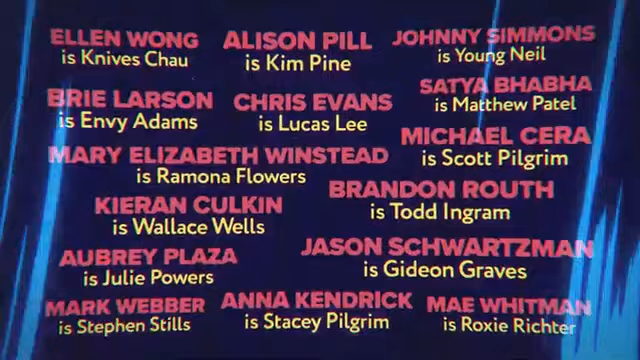 ELLEN WONG
is Knives Chau
ALISON PILL
is Kim Pine
JOHNNY SIMMONS
is Young Neil
BRIE LARSON
is Envy Adams
CHRIS EVANS
is Lucas Lee
SATYA BHABHA
is Matthew Patel
MARY ELIZABETH WINSTEAD
is Ramona Flowers
MICHAEL CERA
is Scott Pilgrim
KIERAN CULKIN
is Wallace Wells
BRANDON ROUTH
is Todd Ingram
AUBREY PLAZA
is Julie Powers
JASON SCHWARTZMAN
is Gideon Graves
MARK WEBBER
is Stephen Stills
ANNA KENDRICK
is Stacey Pilgrim
MAE WHITMAN
is Roxie Richter